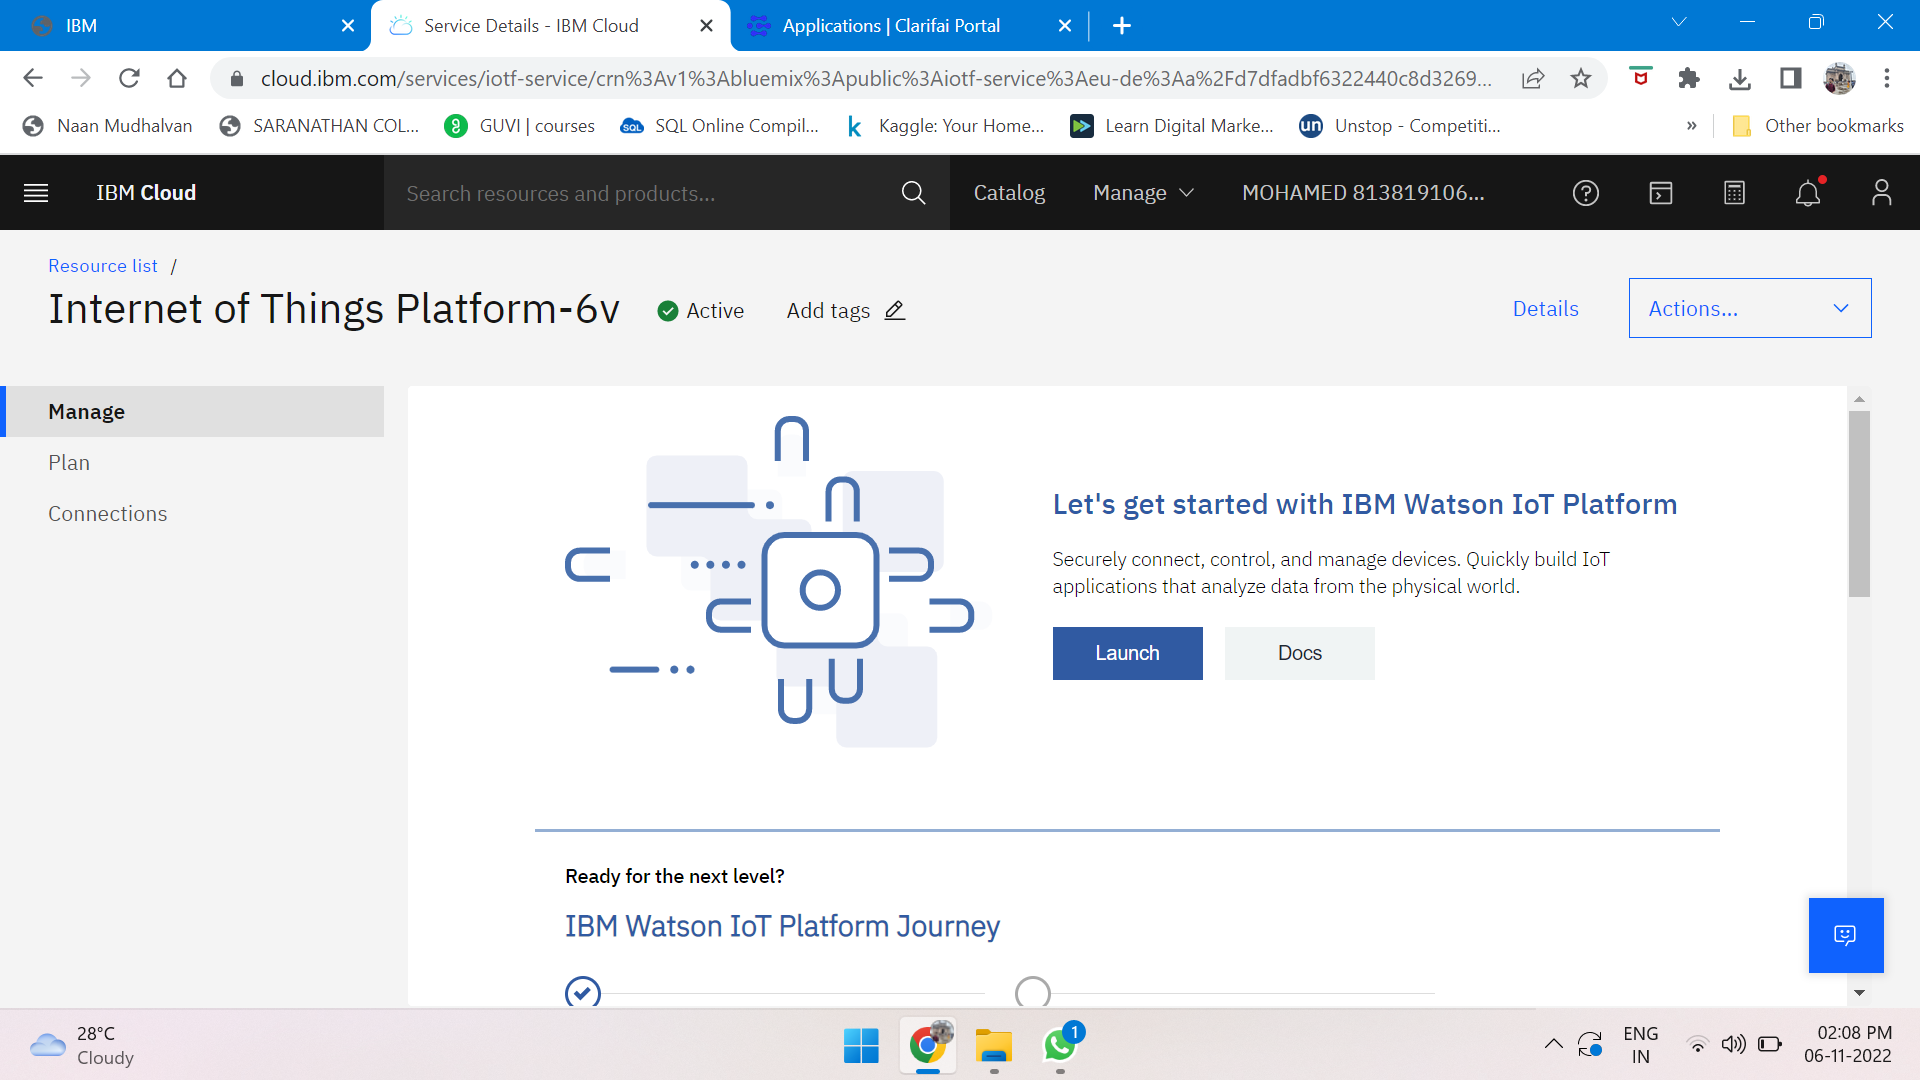 IBM
Service Details - IBM Cloud
Applications | Clarifai Portal
cloud.ibm.com/services/iotf-service/crn%3Av1%3Abluemix%3Apublic%3Aiotf-service%3Aeu-de%3Aa%2Fd7dfadbf6322440c8d3269...
Naan Mudhalvan
SARANATHAN COL...
GUVI | courses
SQL
SQL Online Compil...
Kaggle: Your Home...
Learn Digital Marke...
un
Unstop - Competiti...
»
Other bookmarks
IBM Cloud
Search resources and products...
Catalog
Manage
MOHAMED 813819106...
Resource list /
Internet of Things Platform-6v
Active
Add tags
Details
Actions...
Manage
Plan
Connections
Let's get started with IBM Watson IoT Platform
Securely connect, control, and manage devices. Quickly build IoT
applications that analyze data from the physical world.
Launch
Docs
Ready for the next level?
IBM Watson IoT Platform Journey
28°C
Cloudy
1
ENG
IN
02:08 PM
06-11-2022